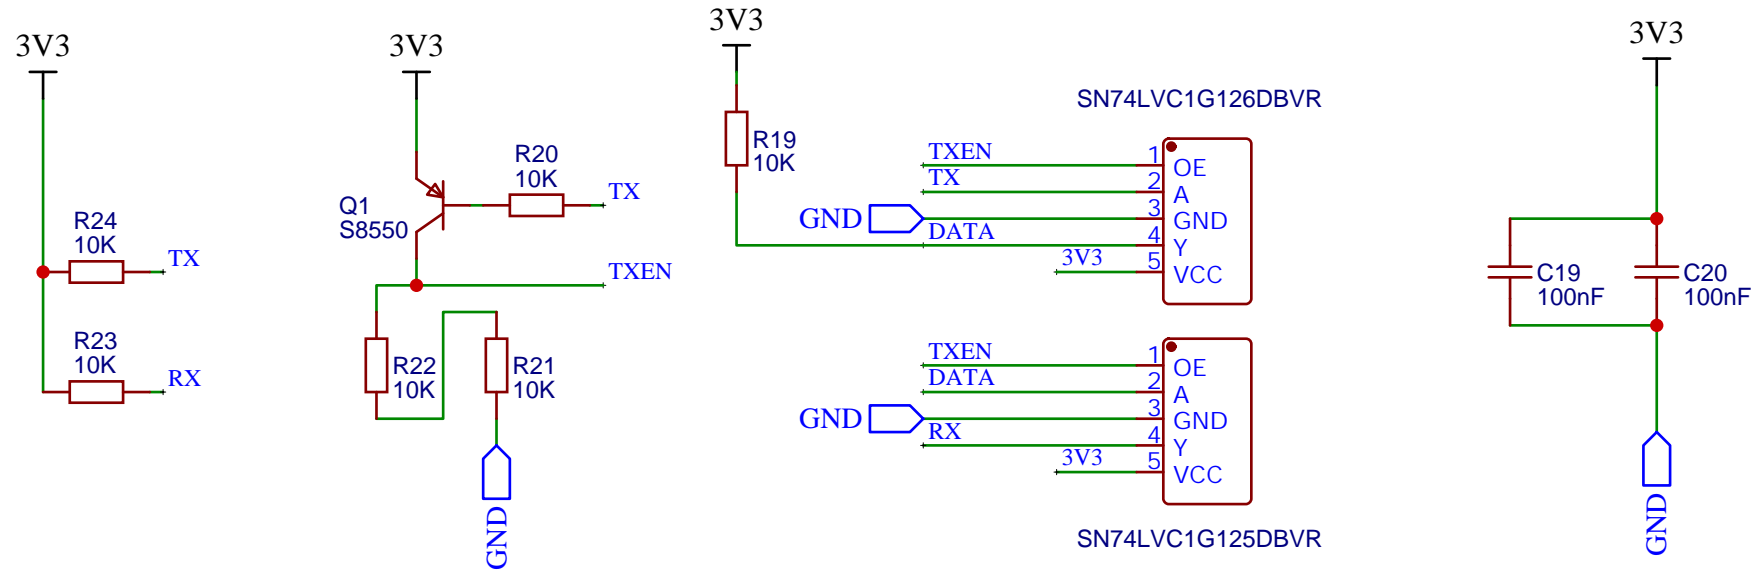 3V3
R24
10K
TX
R23
10K
RX
3V3
Q1
S8550
R20
10K
TX
TXEN
R22
10K
R21
10K
GND
3V3
R19
10K
SN74LVC1G126DBVR
TXEN
1
OE
TX
2
A
GND
3
GND
DATA
4
Y
3V3
5
VCC
TXEN
1
OE
DATA
2
A
GND
3
GND
RX
4
Y
3V3
5
VCC
SN74LVC1G125DBVR
3V3
C19
100nF
C20
100nF
GND